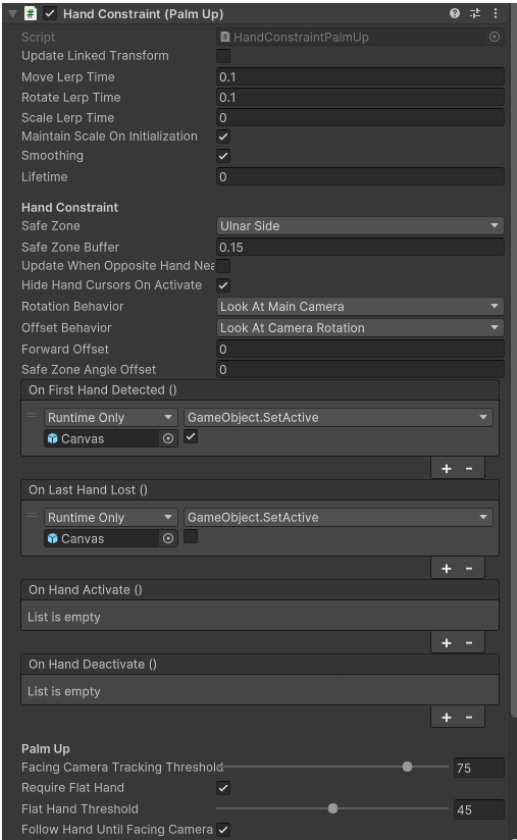 Hand Constraint (Palm Up)
Script HandConstraintPalmUp
Update Linked Transform
Move Lerp Time 0.1
Rotate Lerp Time 0.1
Scale Lerp Time 0
Maintain Scale On Initialization
Smoothing
Lifetime 0
Hand Constraint
Safe Zone Ulnar Side
Safe Zone Buffer 0.15
Update When Opposite Hand Nea
Hide Hand Cursors On Activate
Rotation Behavior Look At Main Camera
Offset Behavior Look At Camera Rotation
Forward Offset 0
Safe Zone Angle Offset 0
On First Hand Detected ()
Runtime Only GameObject.SetActive
Canvas
+ -
On Last Hand Lost ()
Runtime Only GameObject.SetActive
Canvas
+ -
On Hand Activate ()
List is empty
+ -
On Hand Deactivate ()
List is empty
+ -
Palm Up
Facing Camera Tracking Threshold 75
Require Flat Hand
Flat Hand Threshold 45
Follow Hand Until Facing Camera